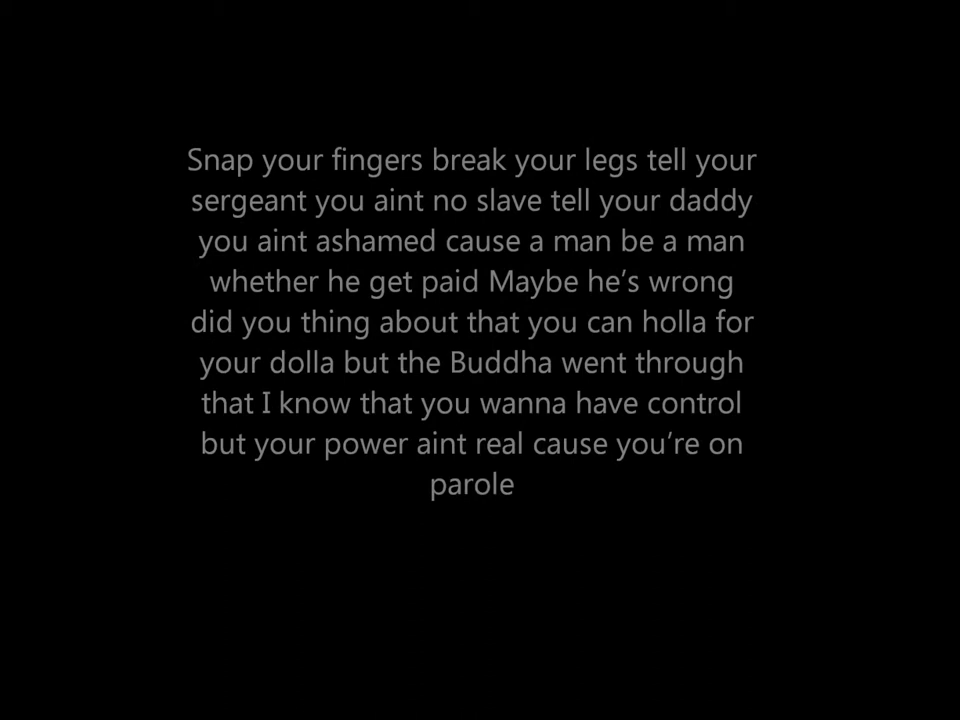 Snap your fingers break your legs tell your
sergeant you aint no slave tell your daddy
you aint ashamed cause a man be a man
whether he get paid Maybe he’s wrong
did you thing about that you can holla for
your dolla but the Buddha went through
that I know that you wanna have control
but your power aint real cause you’re on
parole